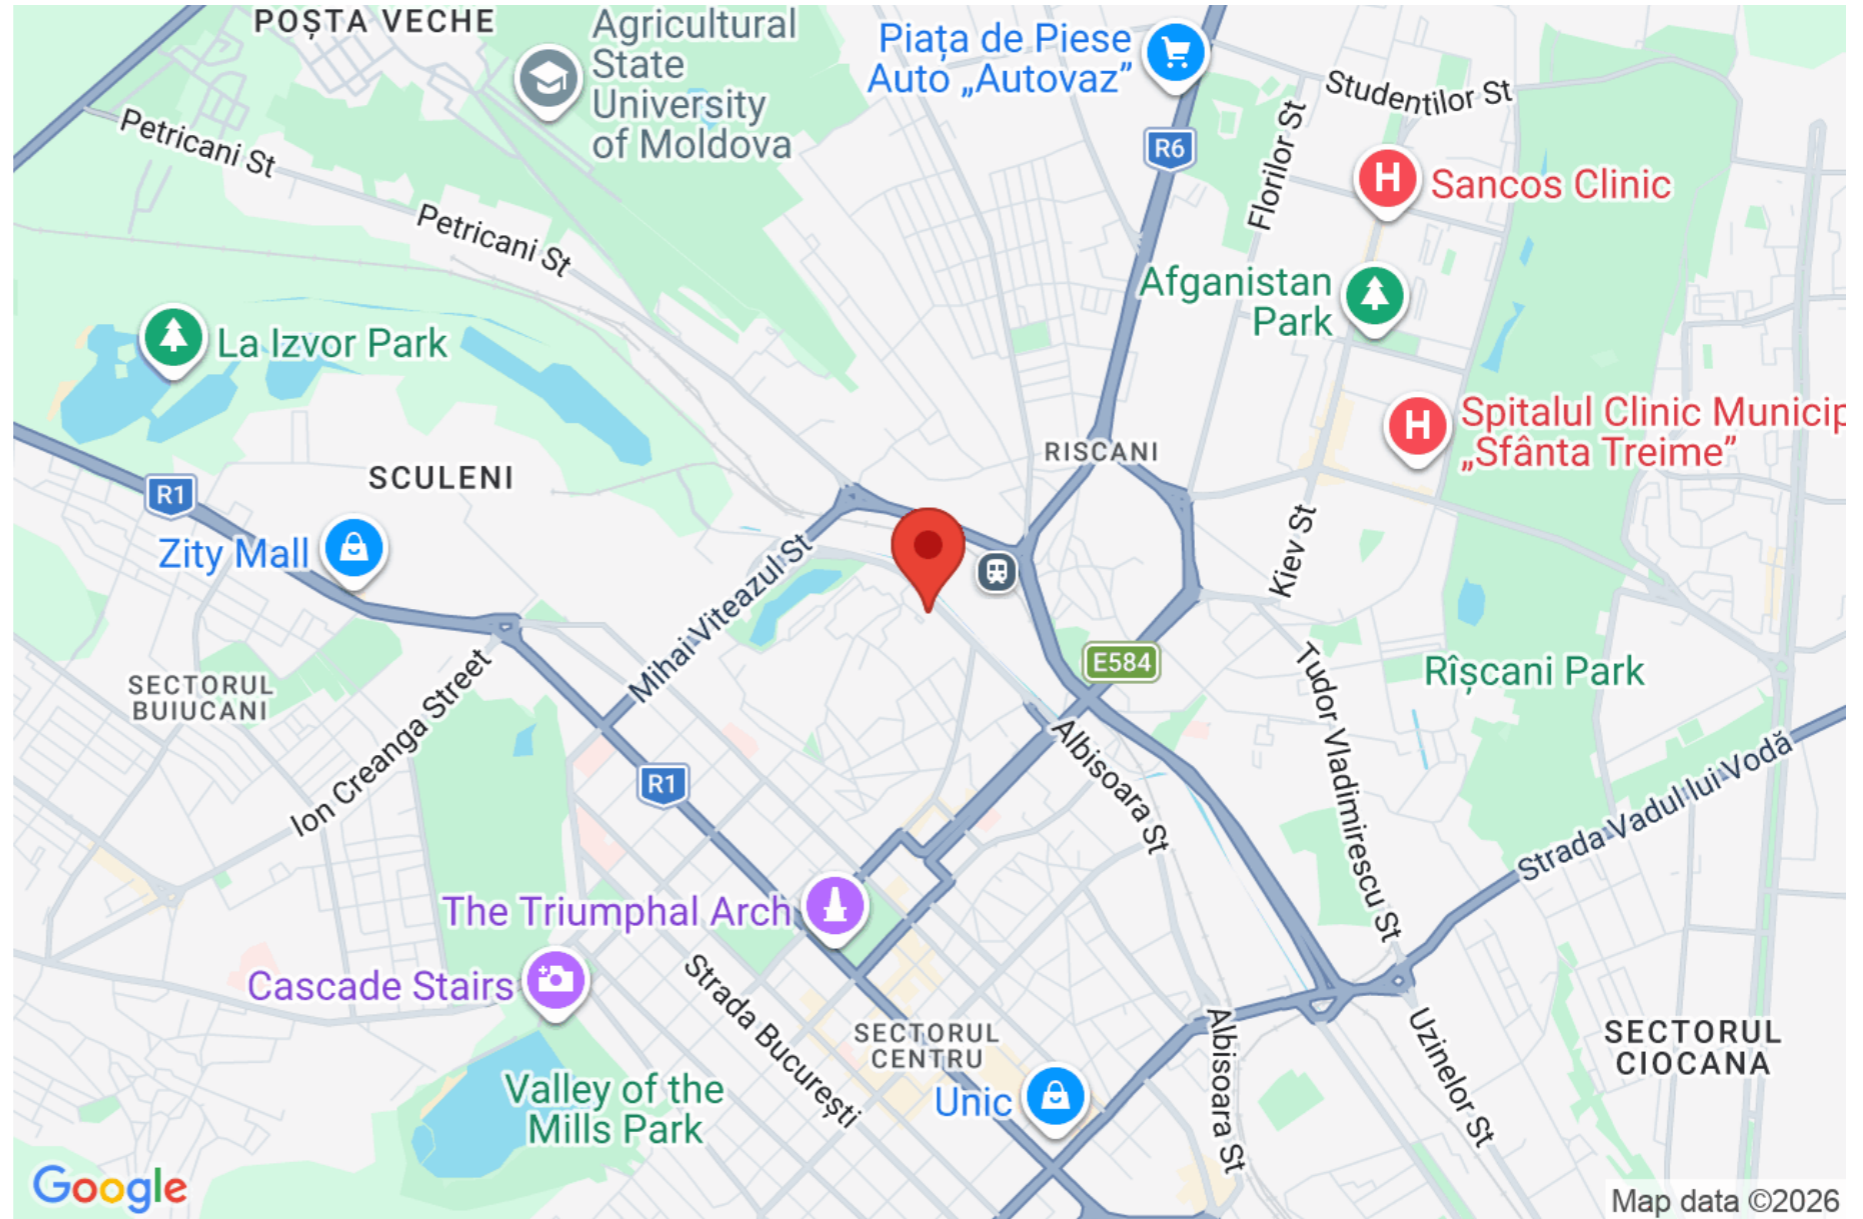 POȘTA VECHE
Agricultural
State
University
of Moldova
Piața de Piese
Auto „Autovaz”
Studentilor St
Petricani St
R6
Florilor St
Sancos Clinic
Petricani St
Afganistan
Park
La Izvor Park
Spitalul Clinic Municip
„Sfânta Treime”
RISCANI
SCULENI
R1
Zity Mall
Mihai Viteazul St
Kiev St
E584
Rîșcani Park
SECTORUL
BUIUCANI
Ion Creanga Street
Tudor Vladimirescu St
Albisoara St
R1
Strada Vadul lui Vodă
The Triumphal Arch
Cascade Stairs
Strada București
SECTORUL
CENTRU
Albisoara St
Uzinelor St
SECTORUL
CIOCANA
Valley of the
Mills Park
Unic
Google
Map data ©2026